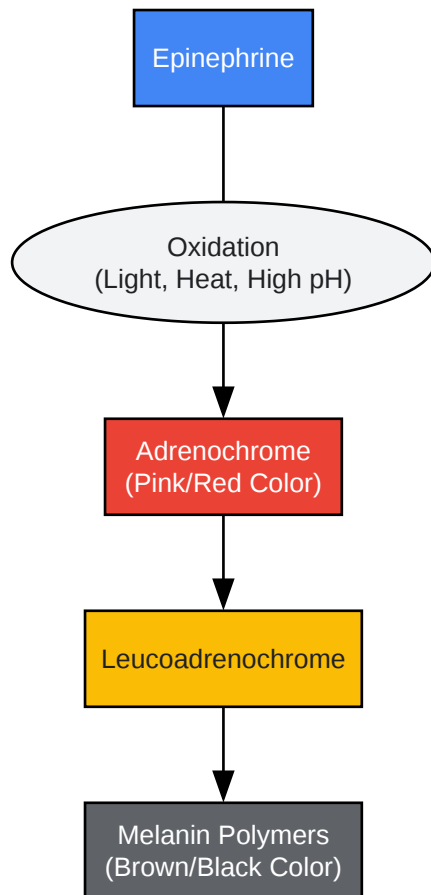 Epinephrine
Oxidation
(Light, Heat, High pH)
Adrenochrome
(Pink/Red Color)
Leucoadrenochrome
Melanin Polymers
(Brown/Black Color)